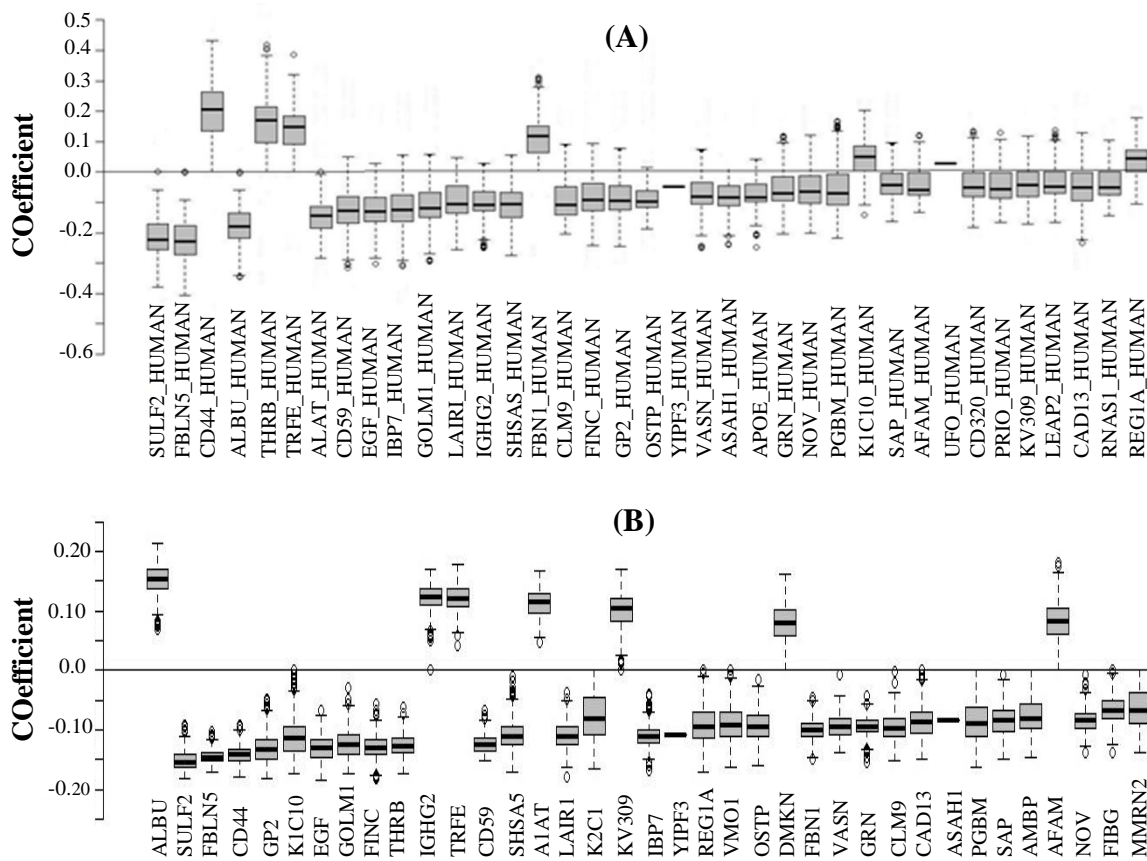 (A)
COefficient
0.5
0.4
0.3
0.2
0.1
0.0
-0.2
-0.4
-0.6
SULF2_HUMAN
FBLN5_HUMAN
CD44_HUMAN
ALBU_HUMAN
THRB_HUMAN
TRFE_HUMAN
ALAT_HUMAN
CD59_HUMAN
EGF_HUMAN
IBP7_HUMAN
GOLM1_HUMAN
LAIRI_HUMAN
IGHG2_HUMAN
SHSAS_HUMAN
FBN1_HUMAN
CLM9_HUMAN
FINC_HUMAN
GP2_HUMAN
OSTP_HUMAN
YIPF3_HUMAN
VASN_HUMAN
ASAH1_HUMAN
APOE_HUMAN
GRN_HUMAN
NOV_HUMAN
PGBM_HUMAN
K1C10_HUMAN
SAP_HUMAN
AFAM_HUMAN
UFO_HUMAN
CD320_HUMAN
PRIO_HUMAN
KV309_HUMAN
LEAP2_HUMAN
CAD13_HUMAN
RNAS1_HUMAN
REG1A_HUMAN
(B)
COefficient
0.20
0.10
0.0
-0.10
-0.20
ALBU
SULF2
FBLN5
CD44
GP2
K1C10
EGF
GOLM1
FINC
THRB
IGHG2
TRFE
CD59
SHSA5
A1AT
LAIR1
K2C1
KV309
IBP7
YIPF3
REG1A
VMO1
OSTP
DMKN
FBN1
VASN
GRN
CLM9
CAD13
ASAH1
PGBM
SAP
AMBP
AFAM
NOV
FIBG
MMRN2